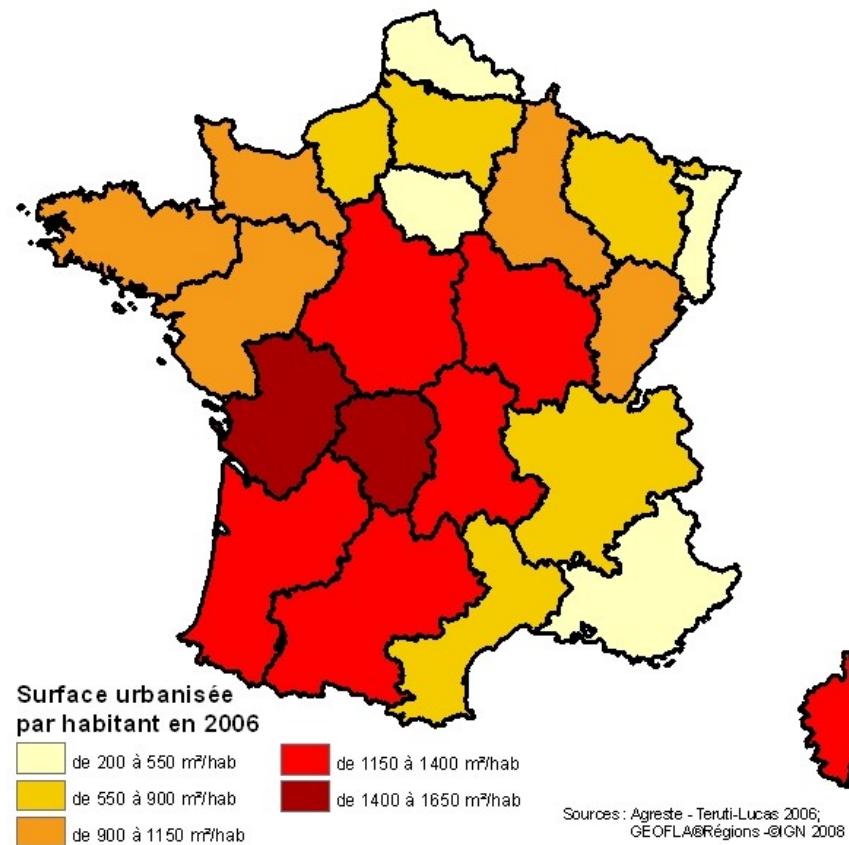 Surface urbanisée
par habitant en 2006
de 200 à 550 m²/hab
de 550 à 900 m²/hab
de 900 à 1150 m²/hab
de 1150 à 1400 m²/hab
de 1400 à 1650 m²/hab
Sources : Agreste - Teruti-Lucas 2006;
GEOFLA®Régions -©IGN 2008